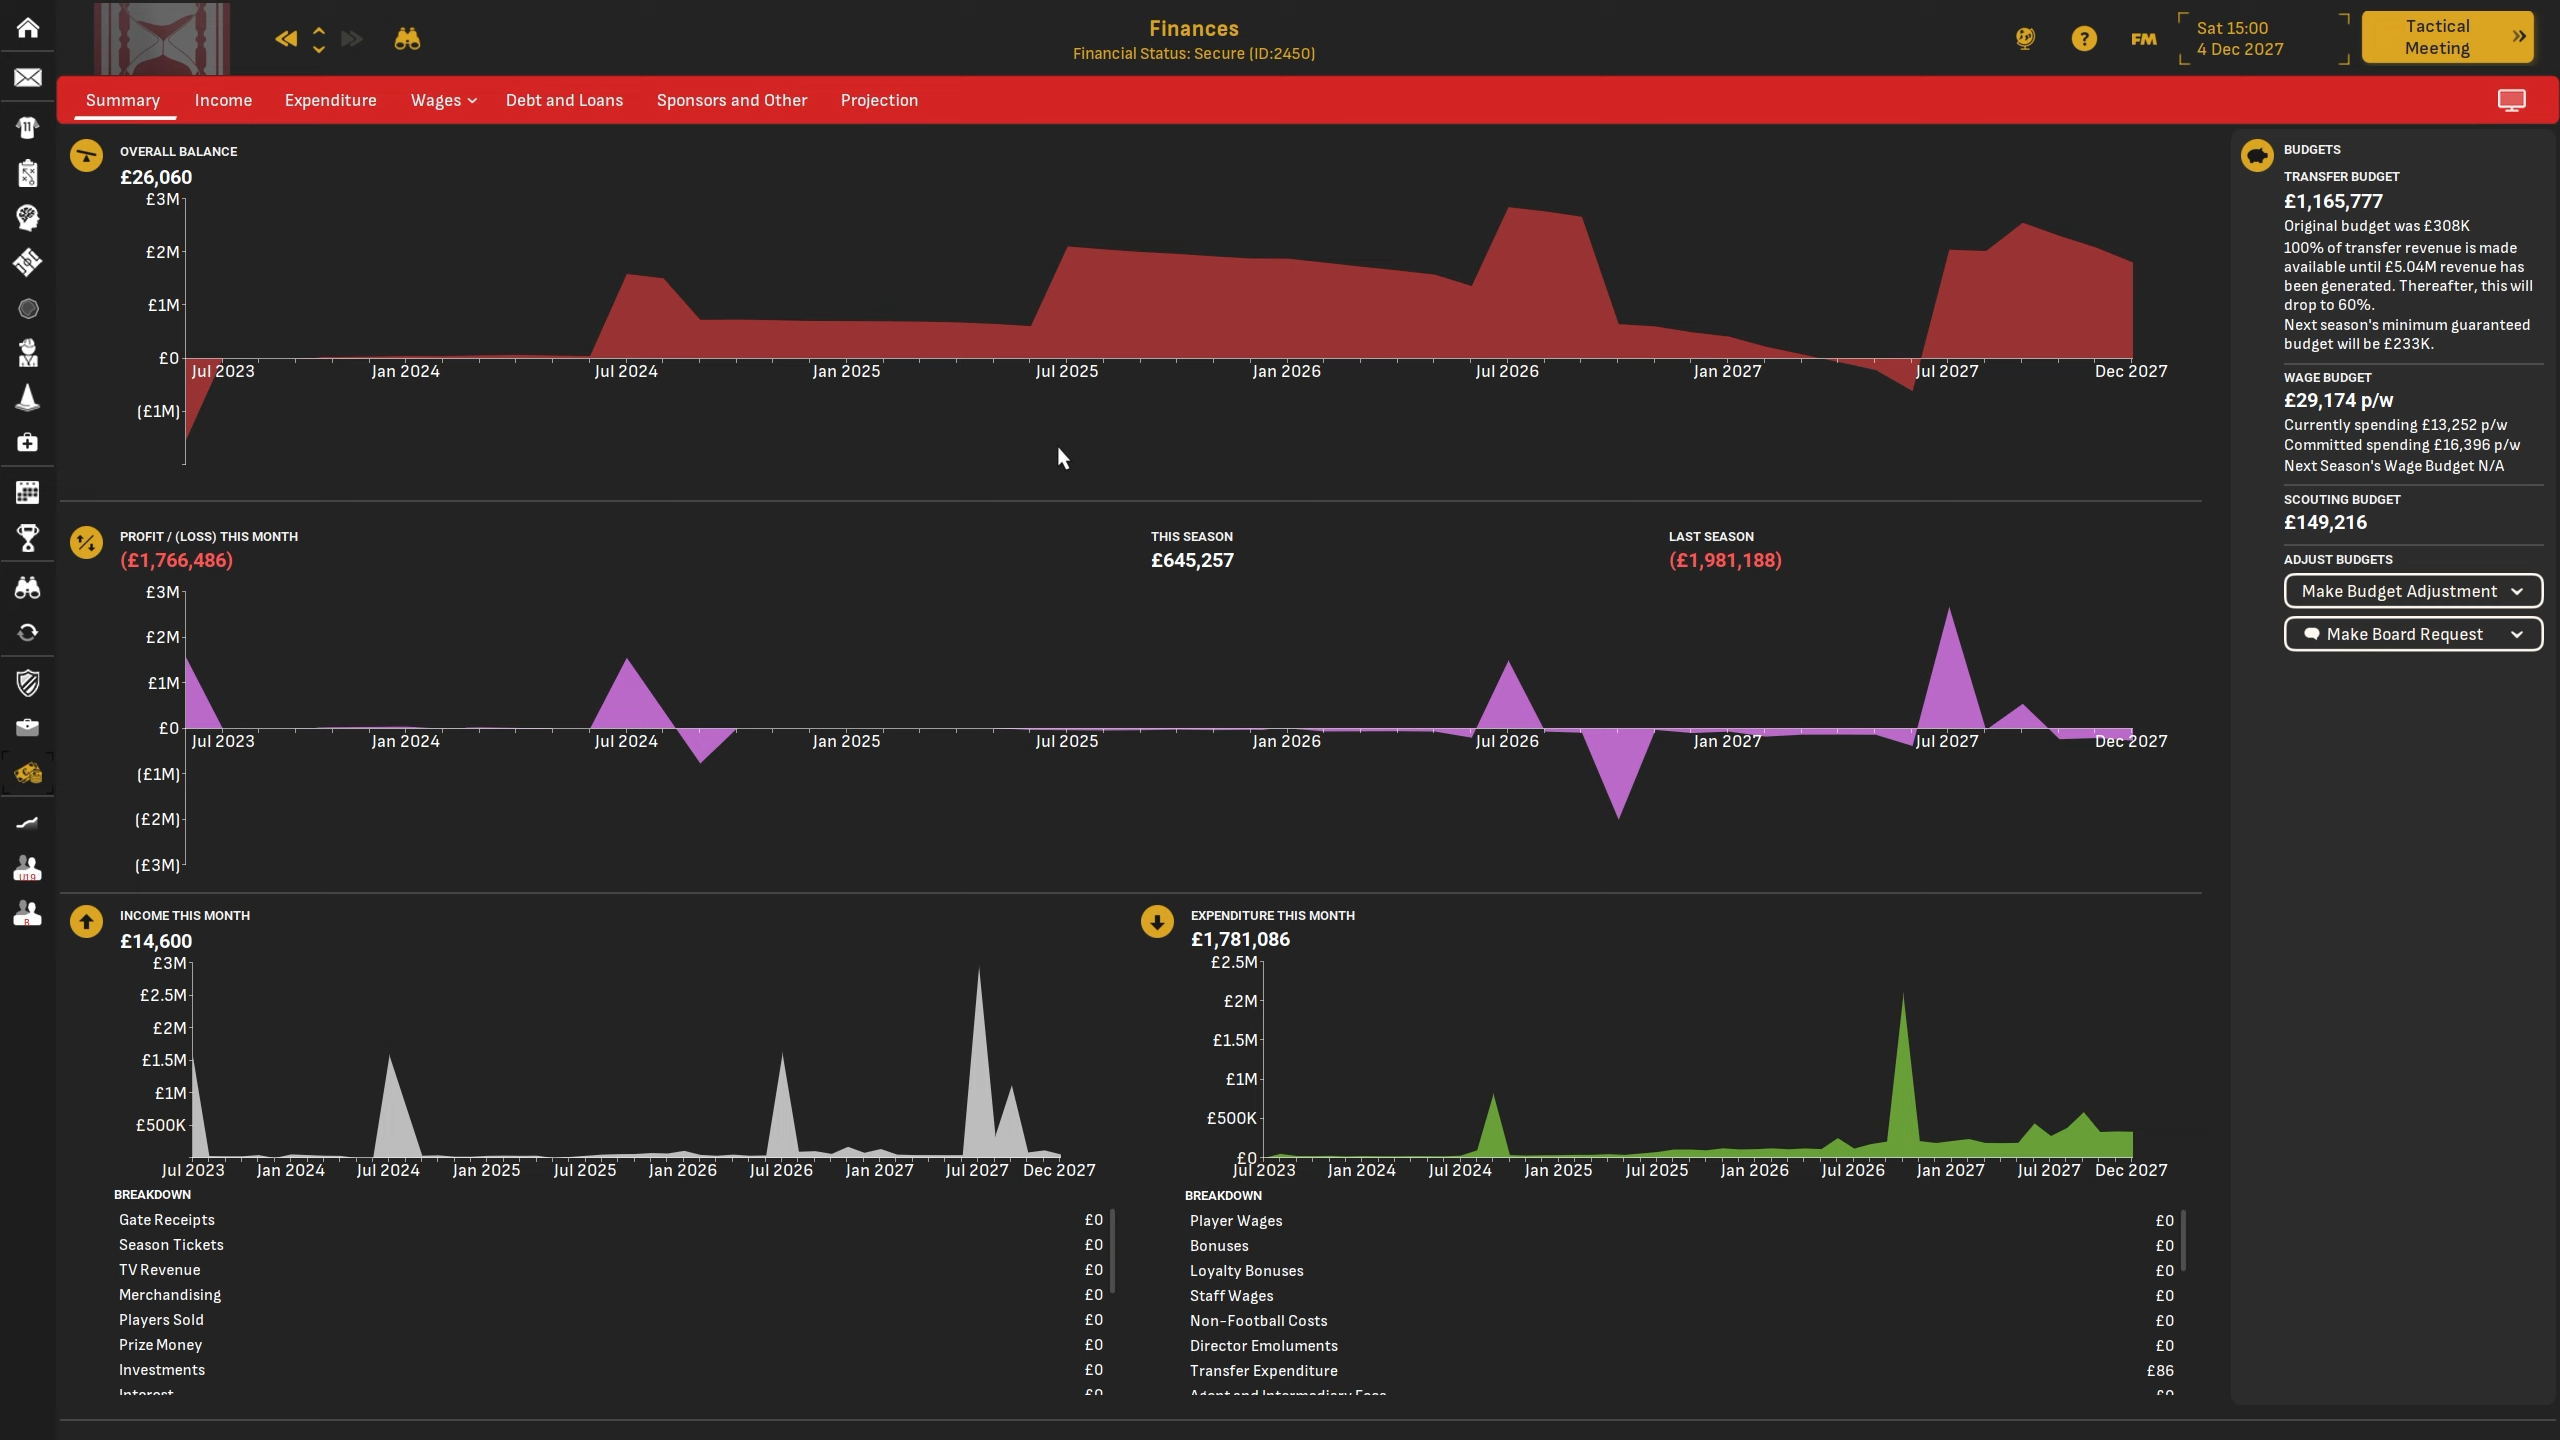 Finances
Financial Status: Secure (ID:2450)
?
FM
Sat 15:00
4 Dec 2027
Tactical
Meeting
Summary
Income
Expenditure
Wages
Debt and Loans
Sponsors and Other
Projection
11
U19
B
OVERALL BALANCE
£26,060
£3M
£2M
£1M
£0
(£1M)
Jul 2023
Jan 2024
Jul 2024
Jan 2025
Jul 2025
Jan 2026
Jul 2026
Jan 2027
Jul 2027
Dec 2027
PROFIT / (LOSS) THIS MONTH
(£1,766,486)
THIS SEASON
£645,257
LAST SEASON
(£1,981,188)
£3M
£2M
£1M
£0
(£1M)
(£2M)
(£3M)
Jul 2023
Jan 2024
Jul 2024
Jan 2025
Jul 2025
Jan 2026
Jul 2026
Jan 2027
Jul 2027
Dec 2027
INCOME THIS MONTH
£14,600
£3M
£2.5M
£2M
£1.5M
£1M
£500K
Jul 2023
Jan 2024
Jul 2024
Jan 2025
Jul 2025
Jan 2026
Jul 2026
Jan 2027
Jul 2027
Dec 2027
BREAKDOWN
Gate Receipts £0
Season Tickets £0
TV Revenue £0
Merchandising £0
Players Sold £0
Prize Money £0
Investments £0
Interest £0
EXPENDITURE THIS MONTH
£1,781,086
£2.5M
£2M
£1.5M
£1M
£500K
£0
Jul 2023
Jan 2024
Jul 2024
Jan 2025
Jul 2025
Jan 2026
Jul 2026
Jan 2027
Jul 2027
Dec 2027
BREAKDOWN
Player Wages £0
Bonuses £0
Loyalty Bonuses £0
Staff Wages £0
Non-Football Costs £0
Director Emoluments £0
Transfer Expenditure £86
Agent and Intermediary Fees £0
BUDGETS
TRANSFER BUDGET
£1,165,777
Original budget was £308K
100% of transfer revenue is made
available until £5.04M revenue has
been generated. Thereafter, this will
drop to 60%.
Next season's minimum guaranteed
budget will be £233K.
WAGE BUDGET
£29,174 p/w
Currently spending £13,252 p/w
Committed spending £16,396 p/w
Next Season's Wage Budget N/A
SCOUTING BUDGET
£149,216
ADJUST BUDGETS
Make Budget Adjustment
Make Board Request